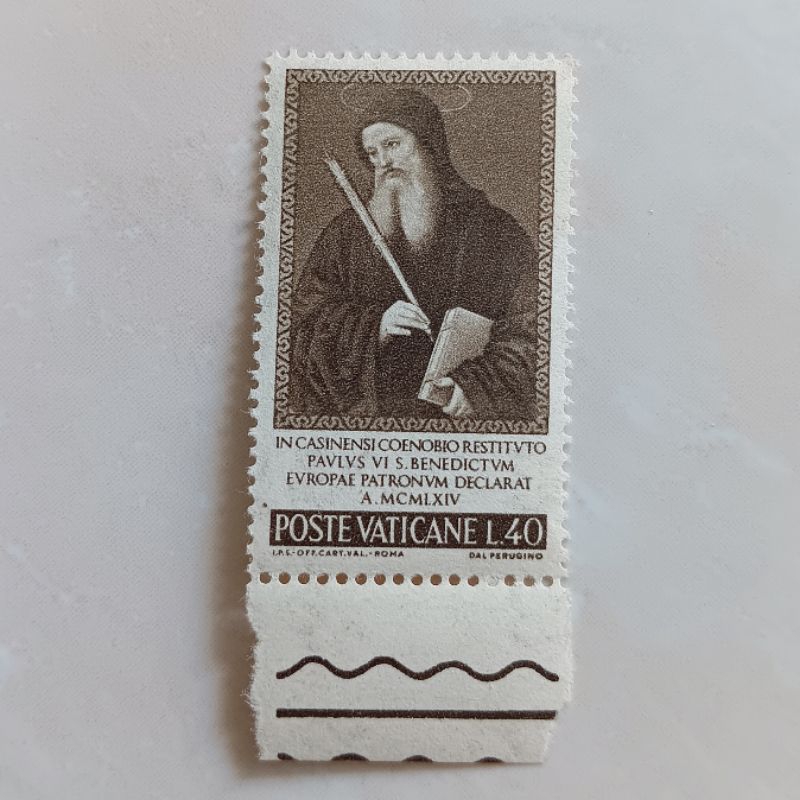 IN CASINENSI COENOBIO RESTITVTO
PAVLVS VI S. BENEDICTVM
EVROPAE PATRONVM DECLARAT
A. MCMLXIV
POSTE VATICANE L.40
I.P.S.-OFF.CART.VAL.-ROMA DAL PERUGINO